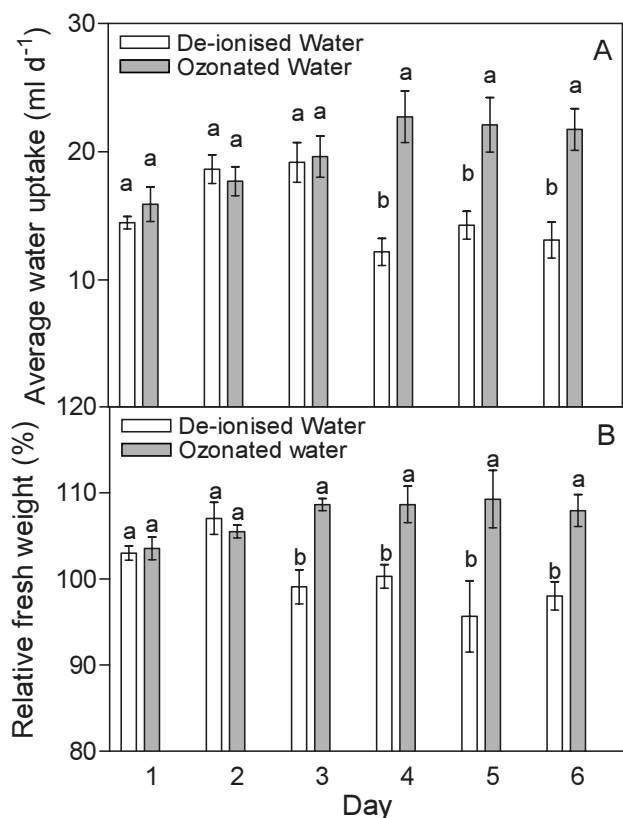 30
De-ionised Water
Ozonated Water
A
a a a a a a a a a
b b b
20
10
Average water uptake (ml d⁻¹)
120
De-ionised Water
Ozonated water
B
a a a a a a a a
b b b b
110
100
90
80
Relative fresh weight (%)
1 2 3 4 5 6
Day